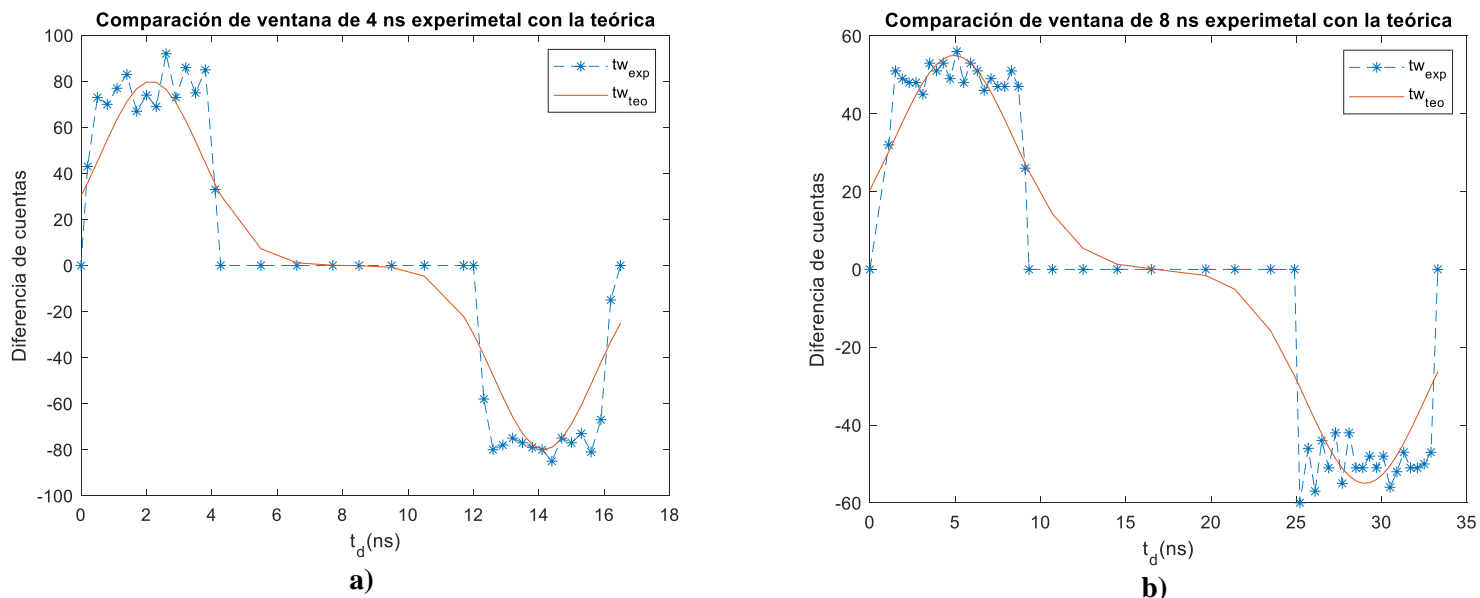 Comparación de ventana de 4 ns experimetal con la teórica
100
80
60
40
20
0
-20
-40
-60
-80
-100
Diferencia de cuentas
0 2 4 6 8 10 12 14 16 18
t_d(ns)
tw_exp
tw_teo
a)
Comparación de ventana de 8 ns experimetal con la teórica
60
40
20
0
-20
-40
-60
Diferencia de cuentas
0 5 10 15 20 25 30 35
t_d(ns)
tw_exp
tw_teo
b)